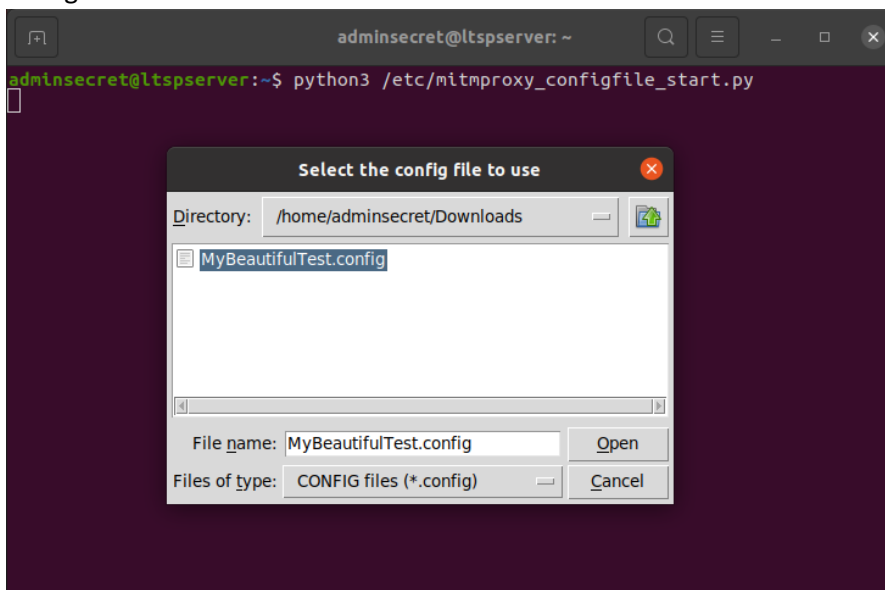 adminsecret@ltspserver: ~
adminsecret@ltspserver:~$ python3 /etc/mitmproxy_configfile_start.py
Select the config file to use
Directory: /home/adminsecret/Downloads
MyBeautifulTest.config
File name: MyBeautifulTest.config Open
Files of type: CONFIG files (*.config) Cancel